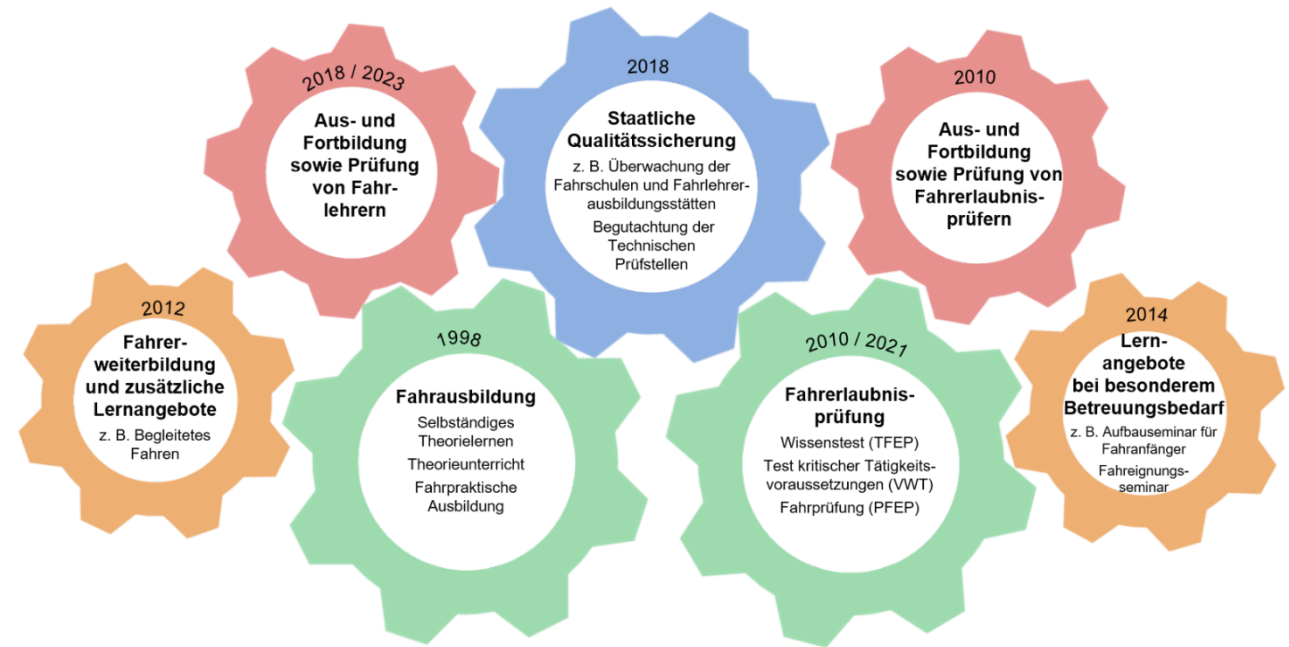 2018 / 2023
Aus- und
Fortbildung
sowie Prüfung
von Fahr-
lehrern
2018
Staatliche
Qualitätssicherung
z. B. Überwachung der
Fahrschulen und Fahrlehrer-
ausbildungsstätten
Begutachtung der
Technischen
Prüfstellen
2010
Aus- und
Fortbildung
sowie Prüfung von
Fahrerlaubnis-
prüfern
2012
Fahrer-
weiterbildung
und zusätzliche
Lernangebote
z. B. Begleitetes
Fahren
1998
Fahrausbildung
Selbständiges
Theorielernen
Theorieunterricht
Fahrpraktische
Ausbildung
2010 / 2021
Fahrerlaubnis-
prüfung
Wissenstest (TFEP)
Test kritischer Tätigkeits-
voraussetzungen (VWT)
Fahrprüfung (PFEP)
2014
Lern-
angebote
bei besonderem
Betreuungsbedarf
z. B. Aufbauseminar für
Fahranfänger
Fahreignungs-
seminar